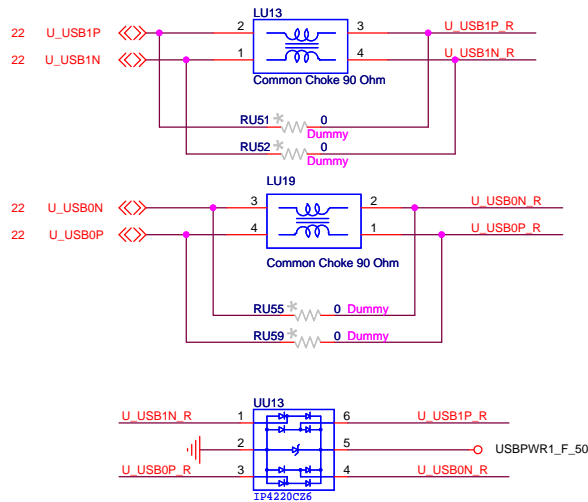 LU13
22 U_USB1P 2 3 U_USB1P_R
22 U_USB1N 1 4 U_USB1N_R
Common Choke 90 Ohm
RU51 * 0
Dummy
RU52 * 0
Dummy
LU19
22 U_USB0N 3 2 U_USB0N_R
22 U_USB0P 4 1 U_USB0P_R
Common Choke 90 Ohm
RU55 * 0 Dummy
RU59 * 0 Dummy
UU13
U_USB1N_R 1 6 U_USB1P_R
2 5 USBPWR1_F_50
U_USB0P_R 3 4 U_USB0N_R
IP4220CZ6